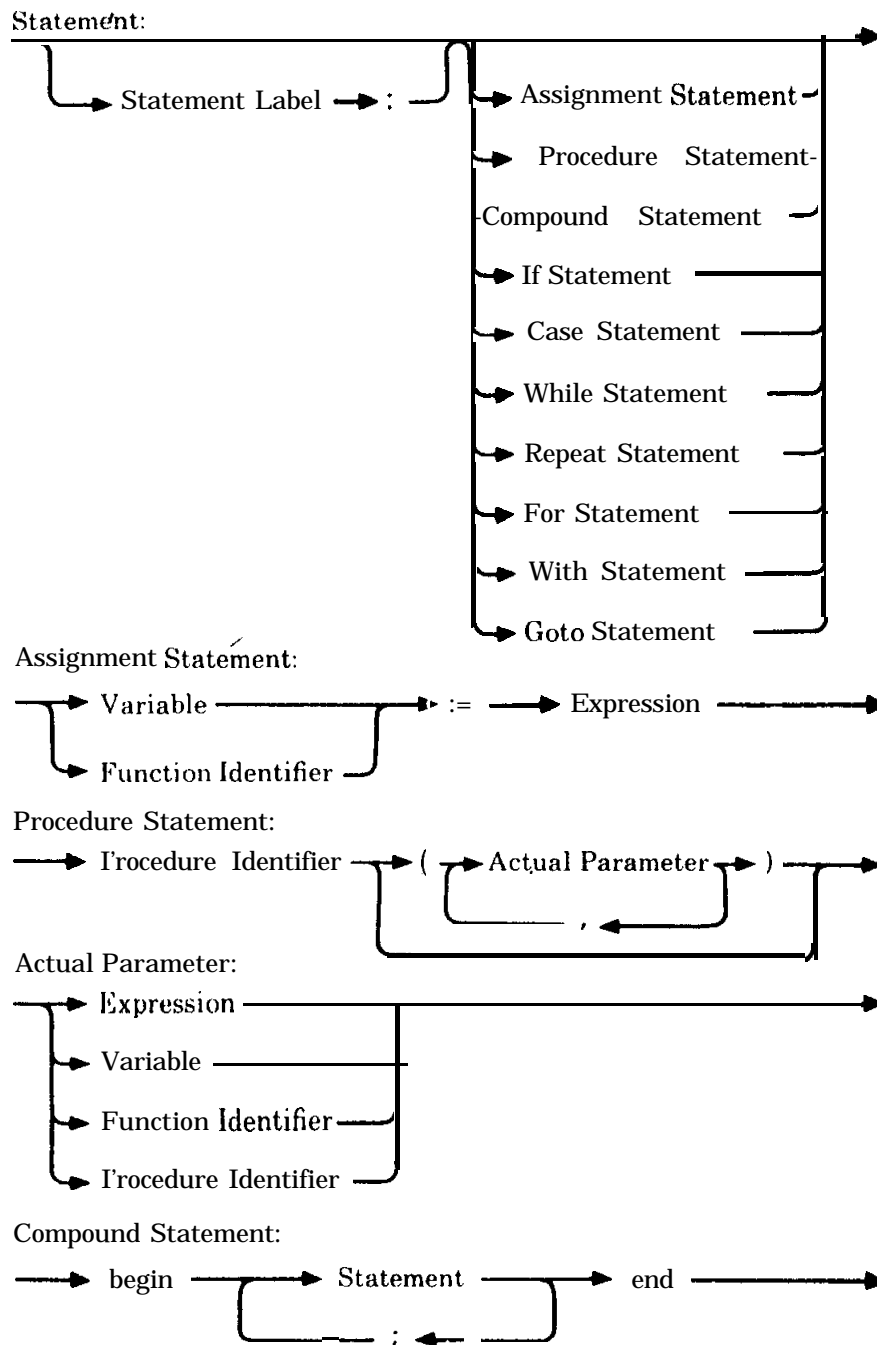 Statement:
Statement Label :
Assignment Statement
Procedure Statement-
-Compound Statement
If Statement
Case Statement
While Statement
Repeat Statement
For Statement
With Statement
Goto Statement
Assignment Statement:
Variable := Expression
Function Identifier
Procedure Statement:
I'rocedure Identifier ( Actual Parameter )
,
Actual Parameter:
Expression
Variable
Function Identifier
I'rocedure Identifier
Compound Statement:
begin Statement end
;